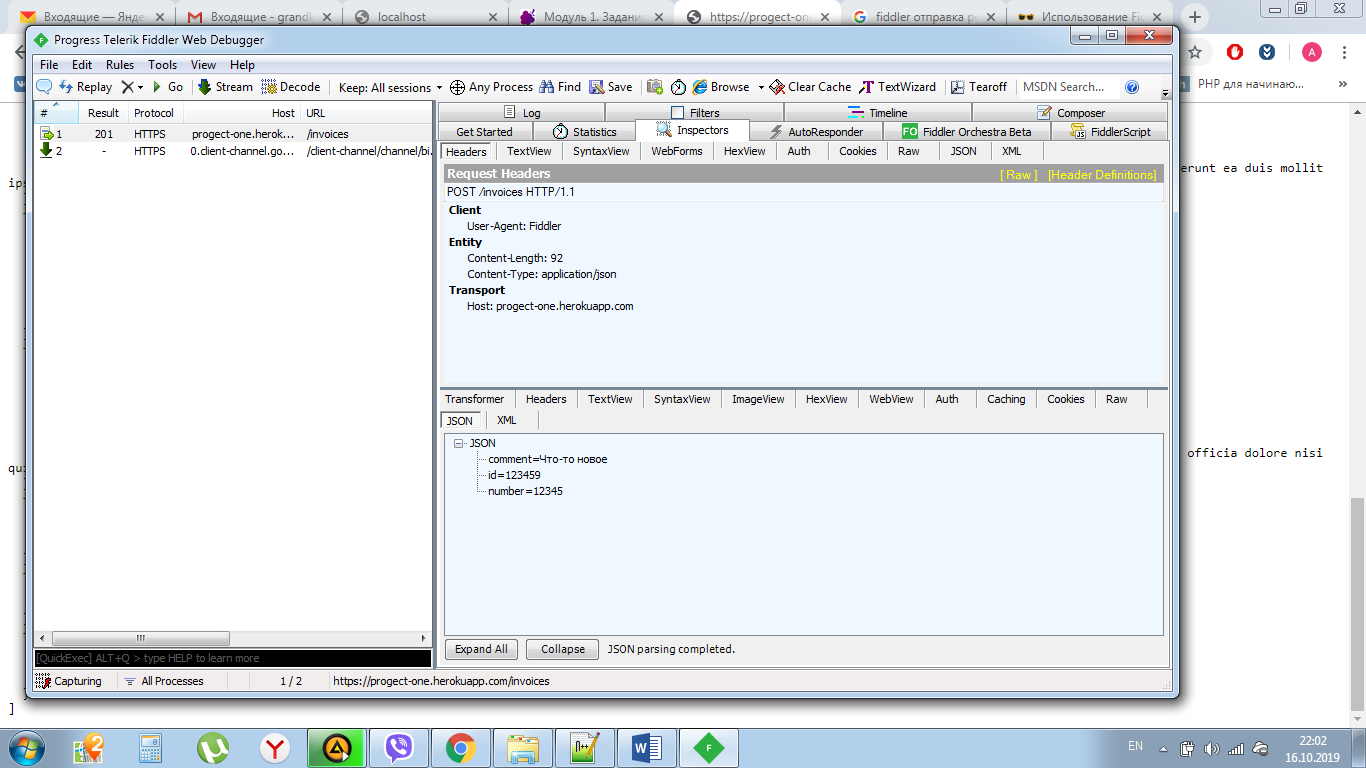 Входящие — Янде
Входящие - grandk
localhost
Модуль 1. Задани
https://progect-one
fiddler отправка po
Использование Fi
Progress Telerik Fiddler Web Debugger
File Edit Rules Tools View Help
Replay Go Stream Decode Keep: All sessions Any Process Find Save Browse Clear Cache TextWizard Tearoff MSDN Search...
PHP для начинаю...
# Result Protocol Host URL
1 201 HTTPS progect-one.herok... /invoices
2 - HTTPS 0.client-channel.go... /client-channel/channel/bi...
Log Filters Timeline Composer
Get Started Statistics Inspectors AutoResponder FO Fiddler Orchestra Beta FiddlerScript
Headers TextView SyntaxView WebForms HexView Auth Cookies Raw JSON XML
Request Headers [ Raw ] [Header Definitions]
POST /invoices HTTP/1.1
Client
User-Agent: Fiddler
Entity
Content-Length: 92
Content-Type: application/json
Transport
Host: progect-one.herokuapp.com
erunt ea duis mollit
ips
officia dolore nisi
qui
]
Transformer Headers TextView SyntaxView ImageView HexView WebView Auth Caching Cookies Raw
JSON XML
JSON
comment=Что-то новое
id=123459
number=12345
Expand All Collapse JSON parsing completed.
[QuickExec] ALT+Q > type HELP to learn more
Capturing All Processes 1 / 2 https://progect-one.herokuapp.com/invoices
EN
22:02
16.10.2019